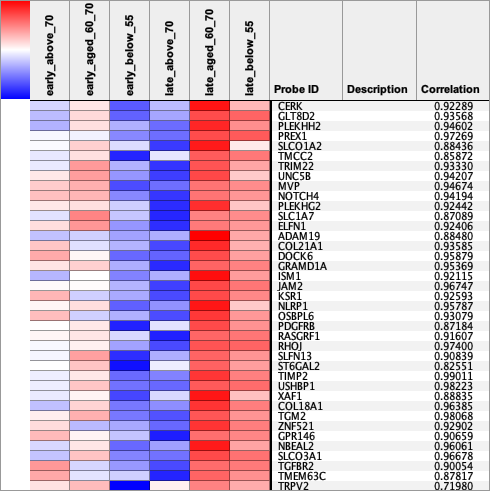 early_above_70
early_aged_60_70
early_below_55
late_above_70
late_aged_60_70
late_below_55
Probe ID Description Correlation
CERK 0.92289
GLT8D2 0.93568
PLEKHH2 0.94602
PREX1 0.97269
SLCO1A2 0.88436
TMCC2 0.85872
TRIM22 0.93330
UNC5B 0.94207
MVP 0.94674
NOTCH4 0.94194
PLEKHG2 0.92442
SLC1A7 0.87089
ELFN1 0.92406
ADAM19 0.88480
COL21A1 0.93585
DOCK6 0.95879
GRAMD1A 0.95369
ISM1 0.92115
JAM2 0.96747
KSR1 0.92593
NLRP1 0.95787
OSBPL6 0.93079
PDGFRB 0.87184
RASGRF1 0.91607
RHOJ 0.97400
SLFN13 0.90839
ST6GAL2 0.82551
TIMP2 0.99011
USHBP1 0.98223
XAF1 0.88835
COL18A1 0.96385
TGM2 0.98068
ZNF521 0.92902
GPR146 0.90659
NBEAL2 0.96061
SLCO3A1 0.96678
TGFBR2 0.90054
TMEM63C 0.87817
TRPV2 0.71980